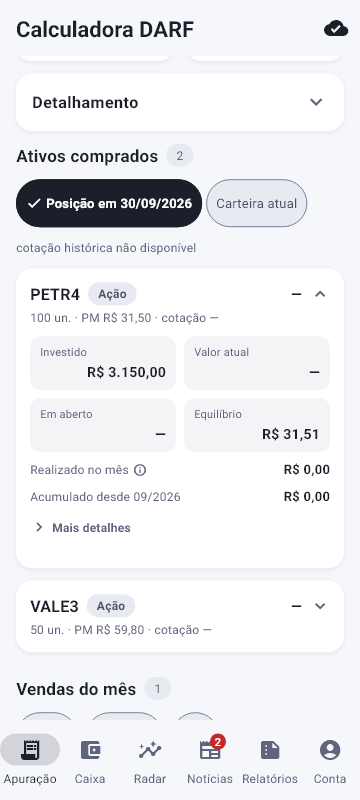 Calculadora DARF
Detalhamento
Ativos comprados 2
Posição em 30/09/2026 Carteira atual
cotação histórica não disponível
PETR4 Ação –
100 un. · PM R$ 31,50 · cotação —
Investido Valor atual
R$ 3.150,00 –
Em aberto Equilíbrio
– R$ 31,51
Realizado no mês R$ 0,00
Acumulado desde 09/2026 R$ 0,00
Mais detalhes
VALE3 Ação –
50 un. · PM R$ 59,80 · cotação —
Vendas do mês 1
2
Apuração Caixa Radar Notícias Relatórios Conta